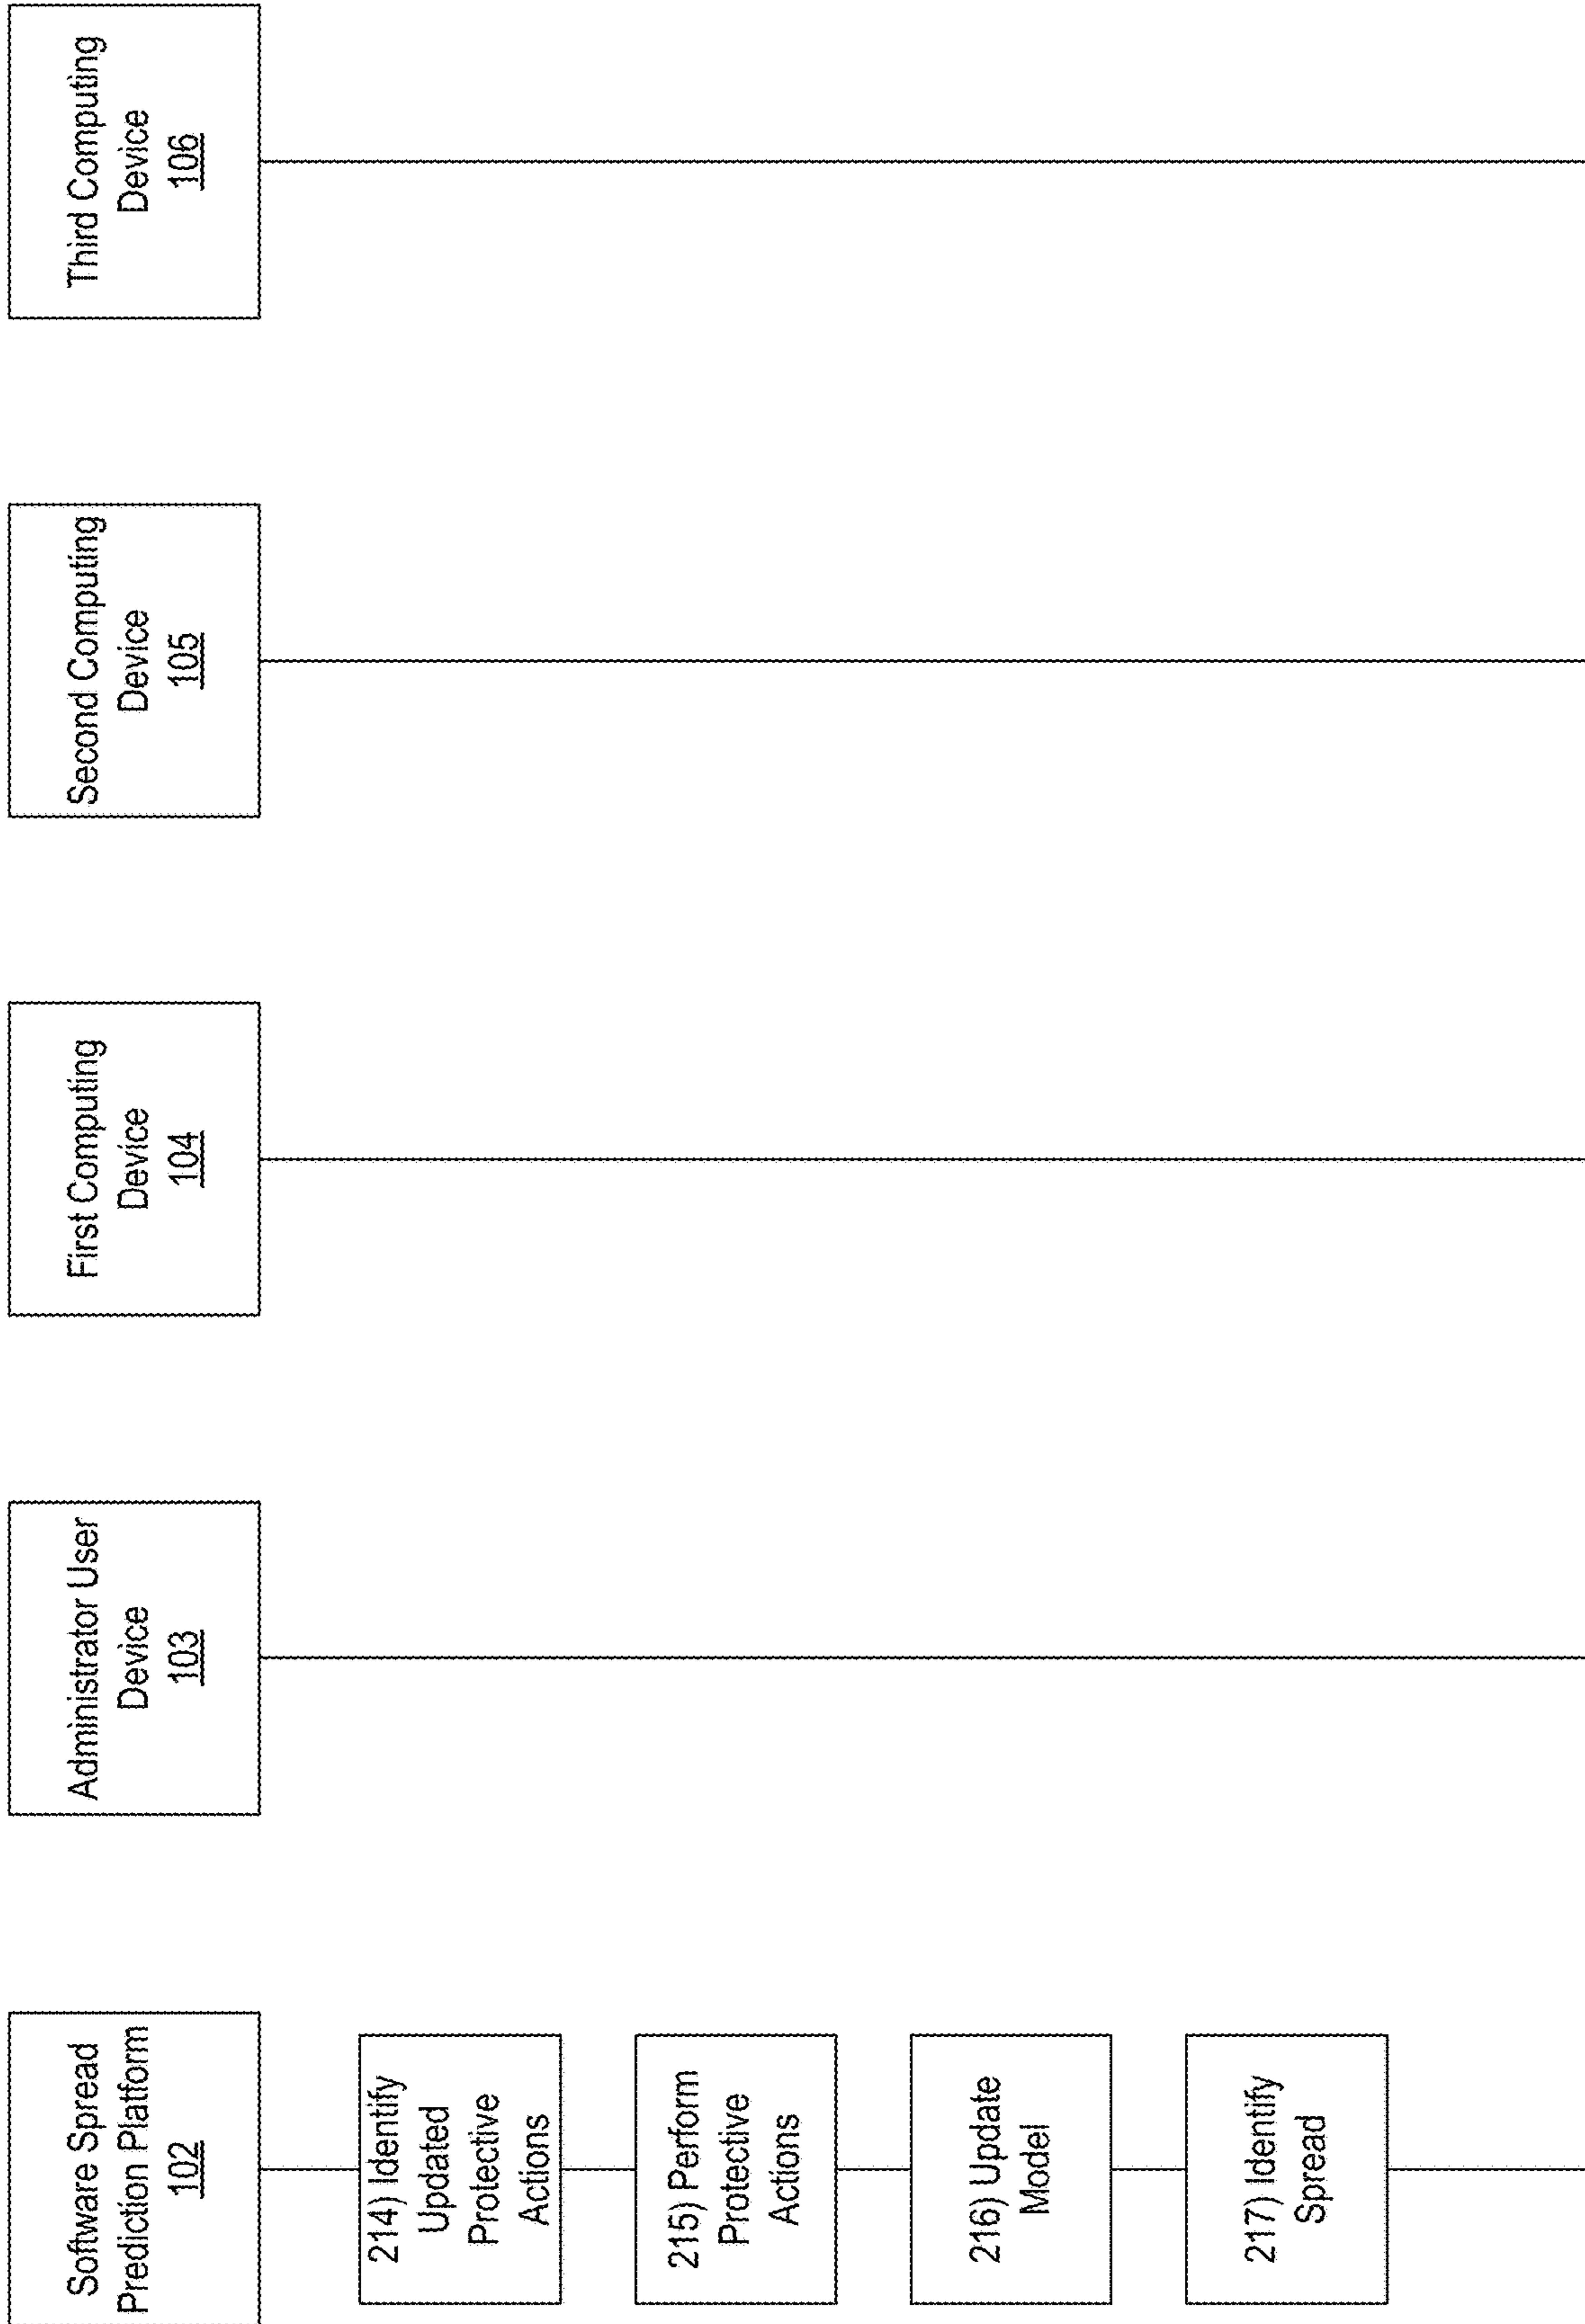 Software Spread
Prediction Platform
102
Administrator User
Device
103
First Computing
Device
104
Second Computing
Device
105
Third Computing
Device
106
214) Identify
Updated
Protective
Actions
215) Perform
Protective
Actions
216) Update
Model
217) Identify
Spread